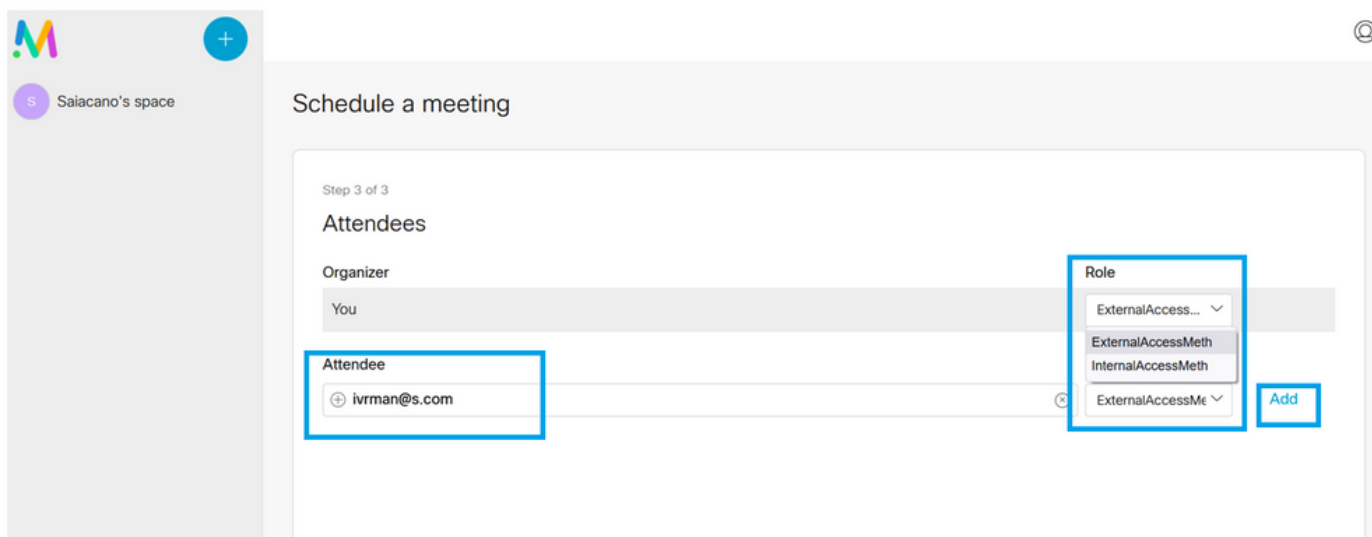 S Saiacano's space
Schedule a meeting
Step 3 of 3
Attendees
Organizer
Role
You
ExternalAccess...
ExternalAccessMeth
InternalAccessMeth
Attendee
ivrman@s.com
ExternalAccessMe
Add